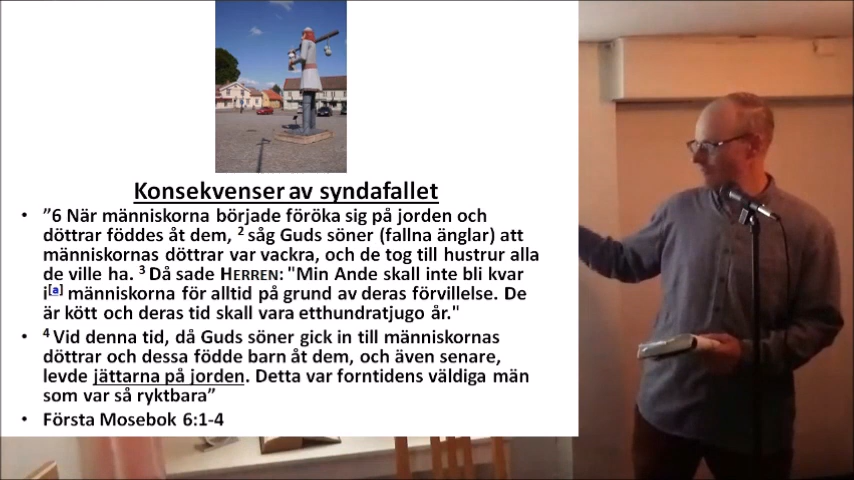 Konsekvenser av syndafallet
• ”6 När människorna började föröka sig på jorden och
döttrar föddes åt dem, ² såg Guds söner (fallna änglar) att
människornas döttrar var vackra, och de tog till hustrur alla
de ville ha. ³ Då sade HERREN: "Min Ande skall inte bli kvar
i[a] människorna för alltid på grund av deras förvillelse. De
är kött och deras tid skall vara etthundratjugo år."
• ⁴ Vid denna tid, då Guds söner gick in till människornas
döttrar och dessa födde barn åt dem, och även senare,
levde jättarna på jorden. Detta var forntidens väldiga män
som var så ryktbara”
• Första Mosebok 6:1-4